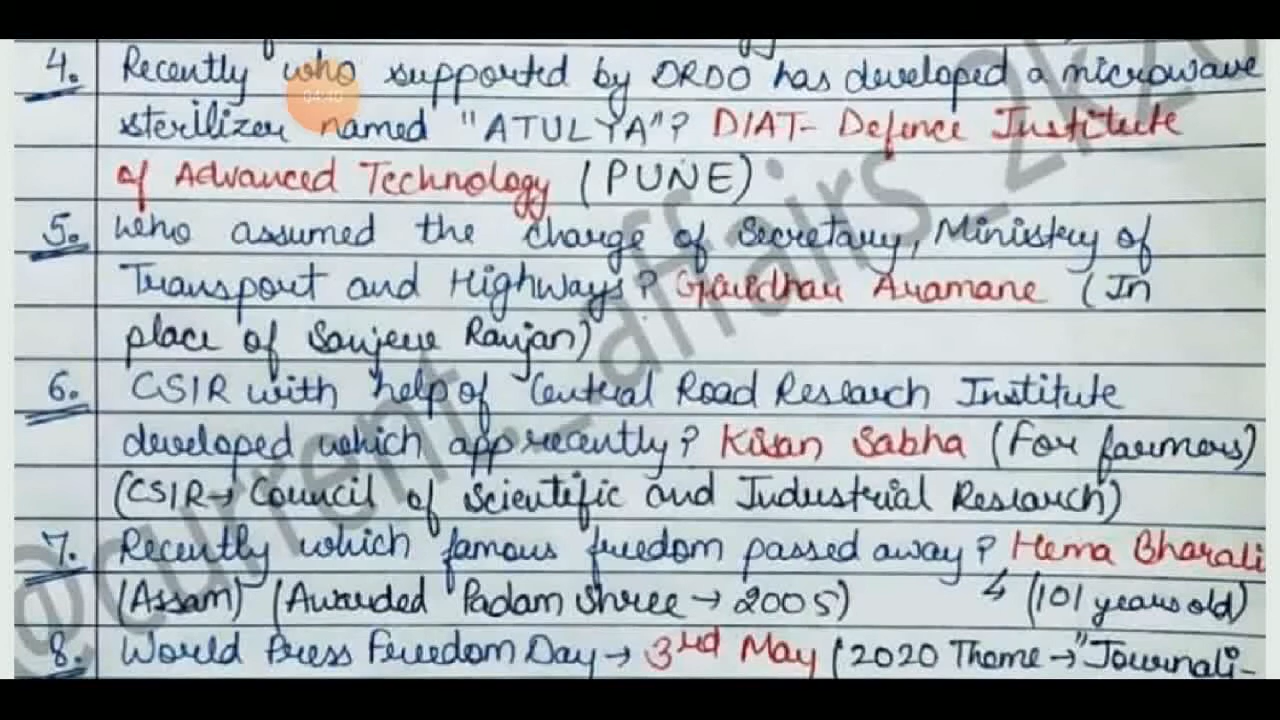 4. Recently who supported by DRDO has developed a microwave
04:40
sterilizer named "ATULYA"? DIAT- Defence Institute
of Advanced Technology (PUNE)
5. Who assumed the charge of Secretary, Ministry of
Transport and Highways? Giridhar Aramane (In
place of Sanjeev Ranjan)
6. CSIR with help of Central Road Research Institute
developed which app recently? Kisan Sabha (For farmers)
(CSIR→ Council of Scientific and Industrial Research)
7. Recently which famous freedom passed away? Hema Bharali
(Assam) (Awarded Padam Shree → 2005) ↳ (101 years old)
8. World Press Freedom Day → 3rd May (2020 Theme → "Journali-
@current_affairs_2k20